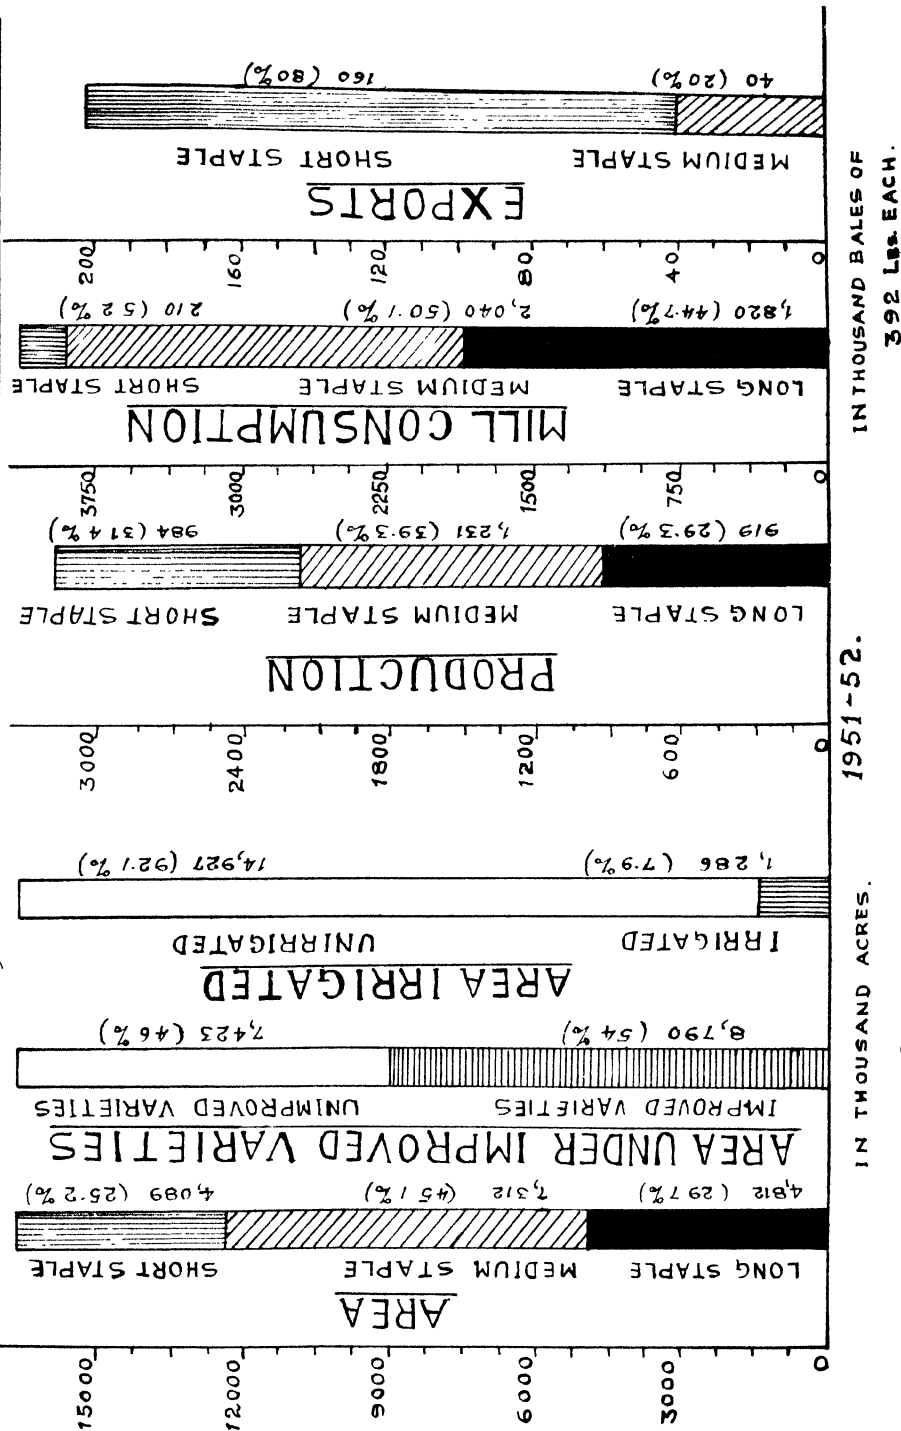 0 3000 6000 9000 12000 15000
AREA
LONG STAPLE MEDIUM STAPLE SHORT STAPLE
4,812 (29 7%) 7,312 (45 1%) 4,089 (25·2%)
AREA UNDER IMPROVED VARIETIES
IMPROVED VARIETIES UNIMPROVED VARIETIES
8,790 (54%) 7,423 (46%)
AREA IRRIGATED
IRRIGATED UNIRRIGATED
1,286 (7·9%) 14,927 (92·1%)
IN THOUSAND ACRES.
1951-52.
0 600 1200 1800 2400 3000
PRODUCTION
LONG STAPLE MEDIUM STAPLE SHORT STAPLE
919 (29·3%) 1,231 (39·3%) 984 (31 4%)
0 750 1500 2250 3000 3750
MILL CONSUMPTION
LONG STAPLE MEDIUM STAPLE SHORT STAPLE
1,820 (44·7%) 2,040 (50·1%) 210 (5 2%)
0 40 80 120 160 200
EXPORTS
MEDIUM STAPLE SHORT STAPLE
40 (20%) 160 (80%)
IN THOUSAND BALES OF
392 LBS. EACH.